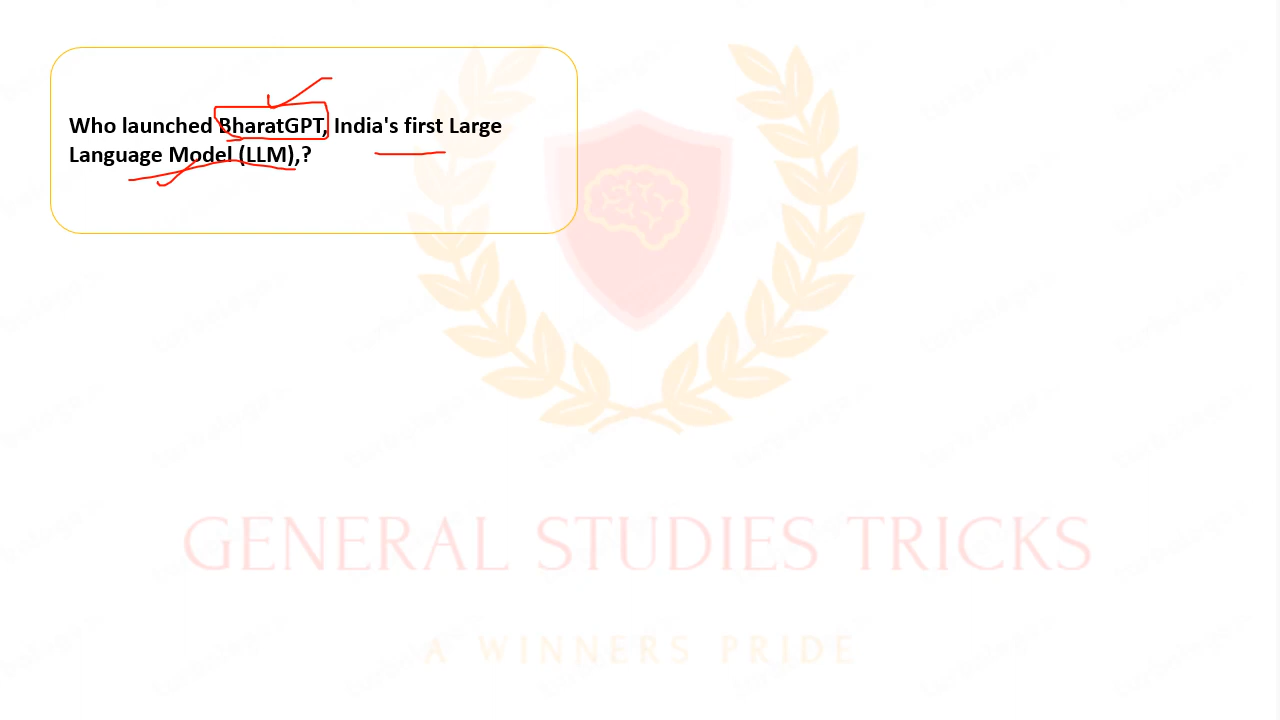 Who launched BharatGPT, India's first Large
Language Model (LLM),?
GENERAL STUDIES TRICKS
A WINNERS PRIDE